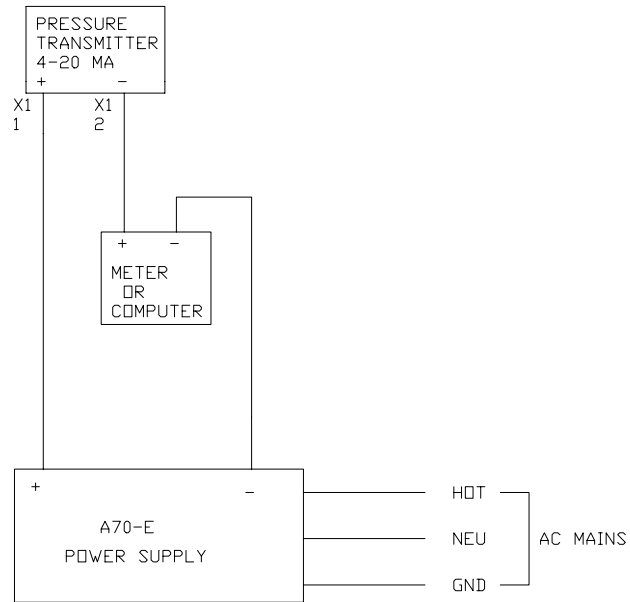 PRESSURE
TRANSMITTER
4-20 MA
+ -
X1 X1
1 2
+ -
METER
OR
COMPUTER
+ -
A70-E
POWER SUPPLY
HOT
NEU
GND
AC MAINS